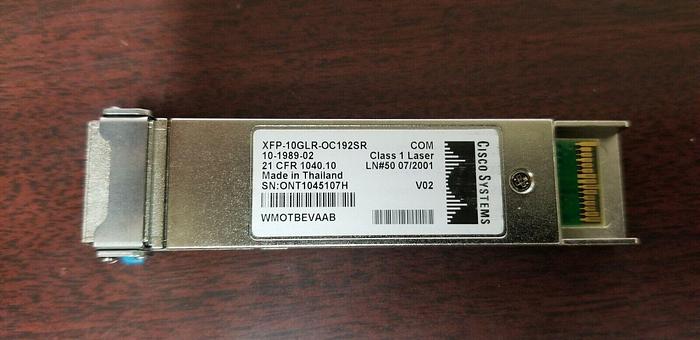 XFP-10GLR-OC192SR COM
10-1989-02 Class 1 Laser
21 CFR 1040.10 LN#50 07/2001
Made in Thailand
SN:ONT1045107H V02
WMOTBEVAAB
CISCO SYSTEMS